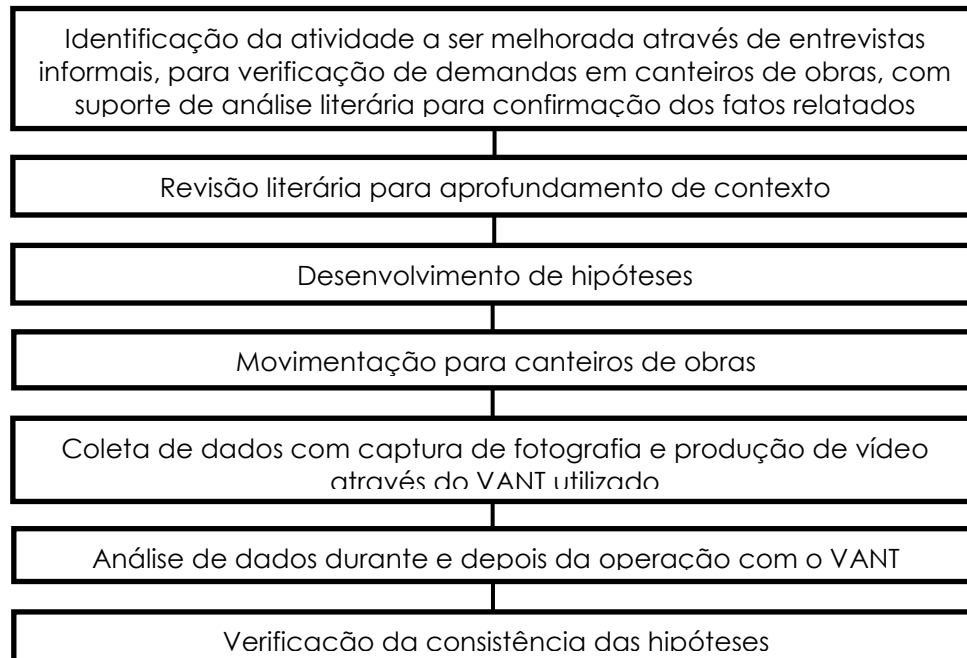 Identificação da atividade a ser melhorada através de entrevistas
informais, para verificação de demandas em canteiros de obras, com
suporte de análise literária para confirmação dos fatos relatados
Revisão literária para aprofundamento de contexto
Desenvolvimento de hipóteses
Movimentação para canteiros de obras
Coleta de dados com captura de fotografia e produção de vídeo
através do VANT utilizado
Análise de dados durante e depois da operação com o VANT
Verificação da consistência das hipóteses